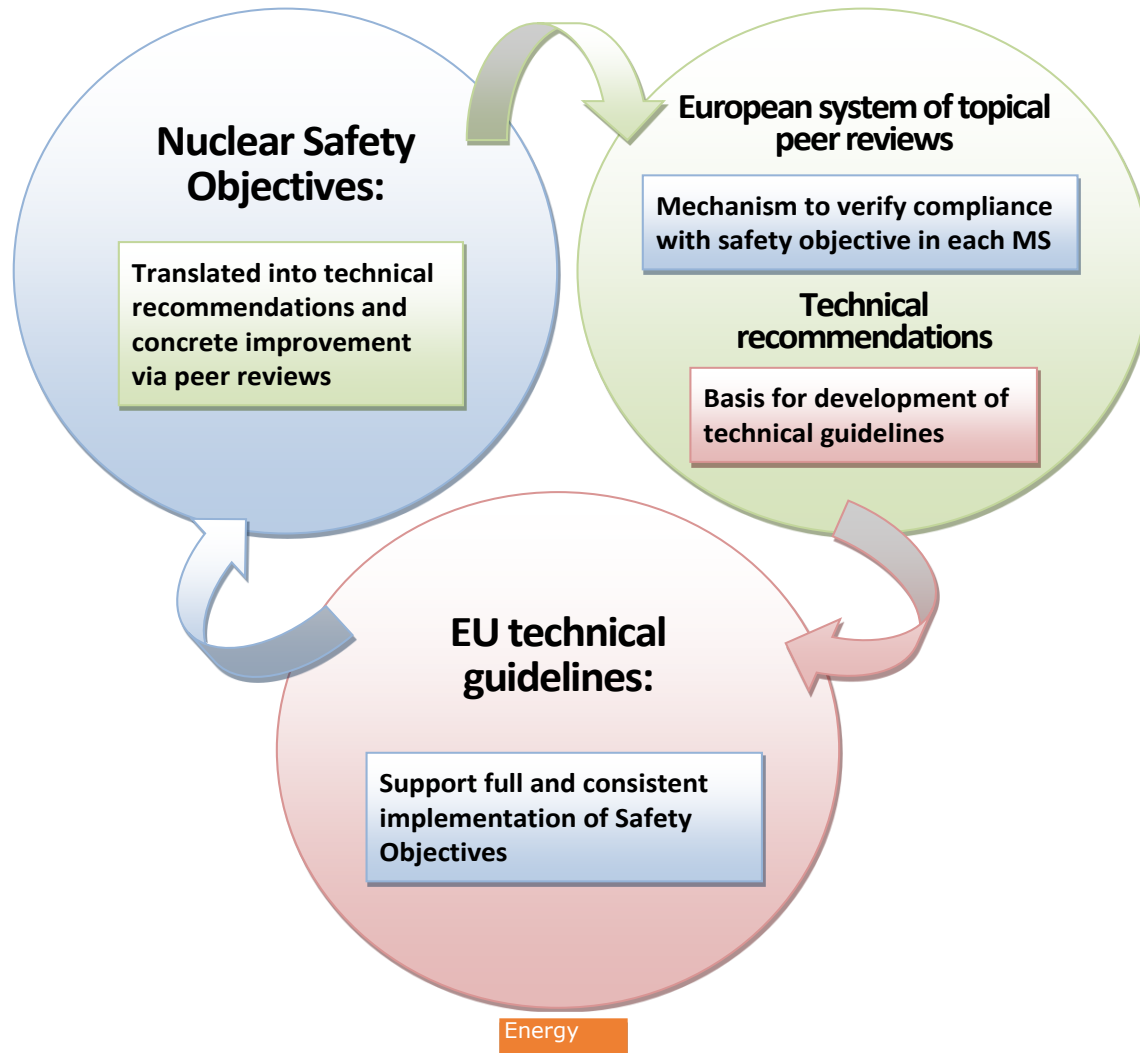 Nuclear Safety
Objectives:
Translated into technical
recommendations and
concrete improvement
via peer reviews
European system of topical
peer reviews
Mechanism to verify compliance
with safety objective in each MS
Technical
recommendations
Basis for development of
technical guidelines
EU technical
guidelines:
Support full and consistent
implementation of Safety
Objectives
Energy